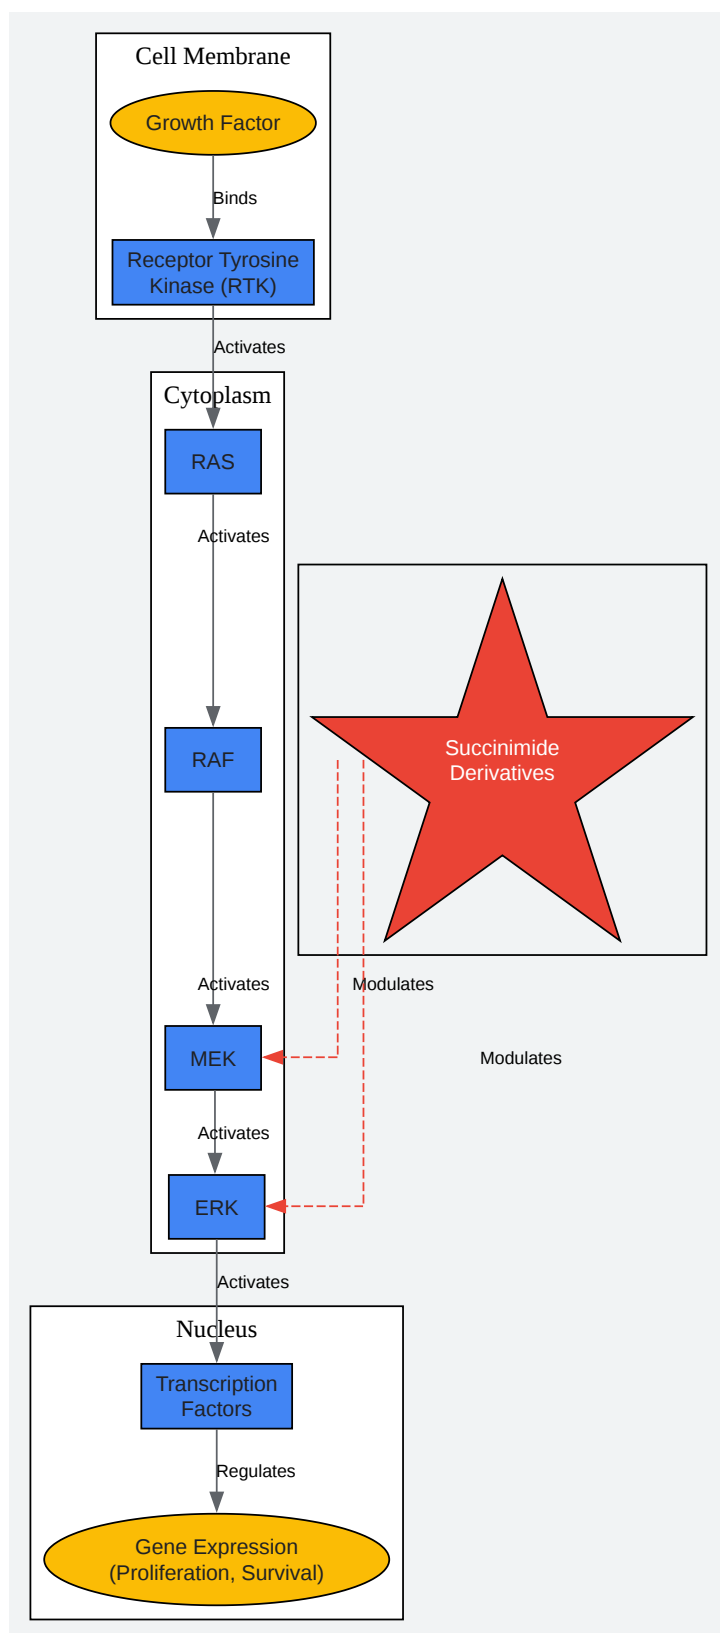 Cell Membrane
Growth Factor
Binds
Receptor Tyrosine
Kinase (RTK)
Activates
Cytoplasm
RAS
Activates
Succinimide
Derivatives
RAF
Activates
Modulates
MEK
Modulates
Activates
ERK
Activates
Nucleus
Transcription
Factors
Regulates
Gene Expression
(Proliferation, Survival)